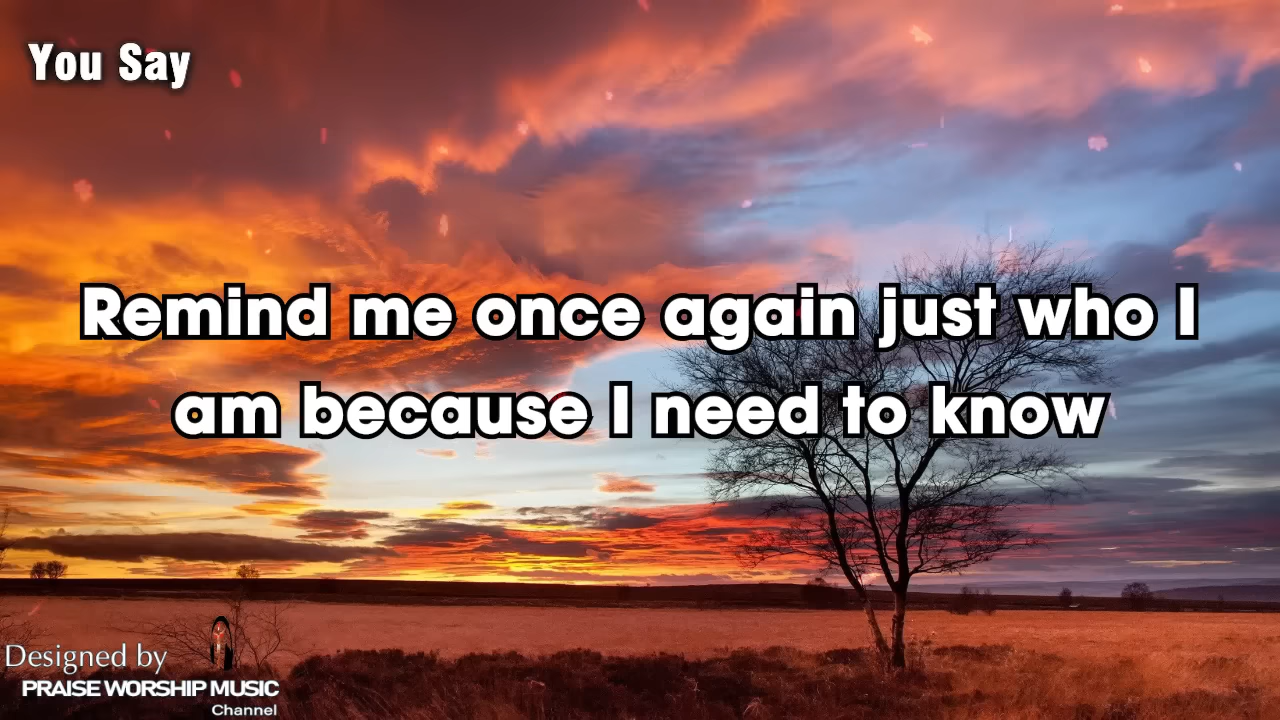 You Say
Remind me once again just who I
am because I need to know
Designed by
PRAISE WORSHIP MUSIC
Channel